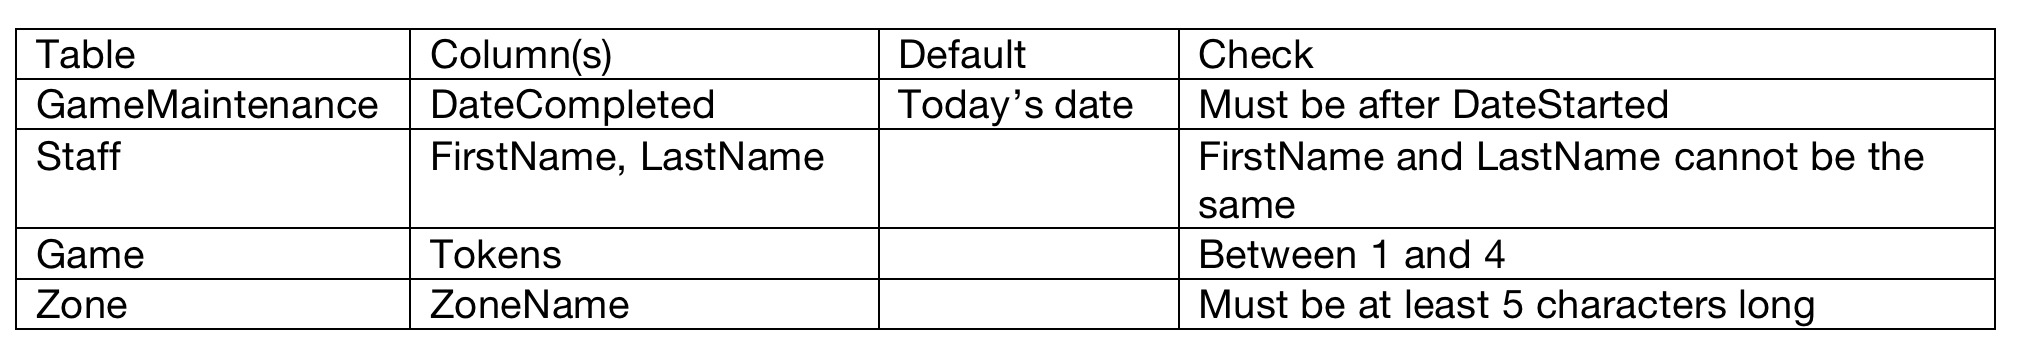 Table Column(s) Default Check
GameMaintenance DateCompleted Today’s date Must be after DateStarted
Staff FirstName, LastName FirstName and LastName cannot be the
same
Game Tokens Between 1 and 4
Zone ZoneName Must be at least 5 characters long